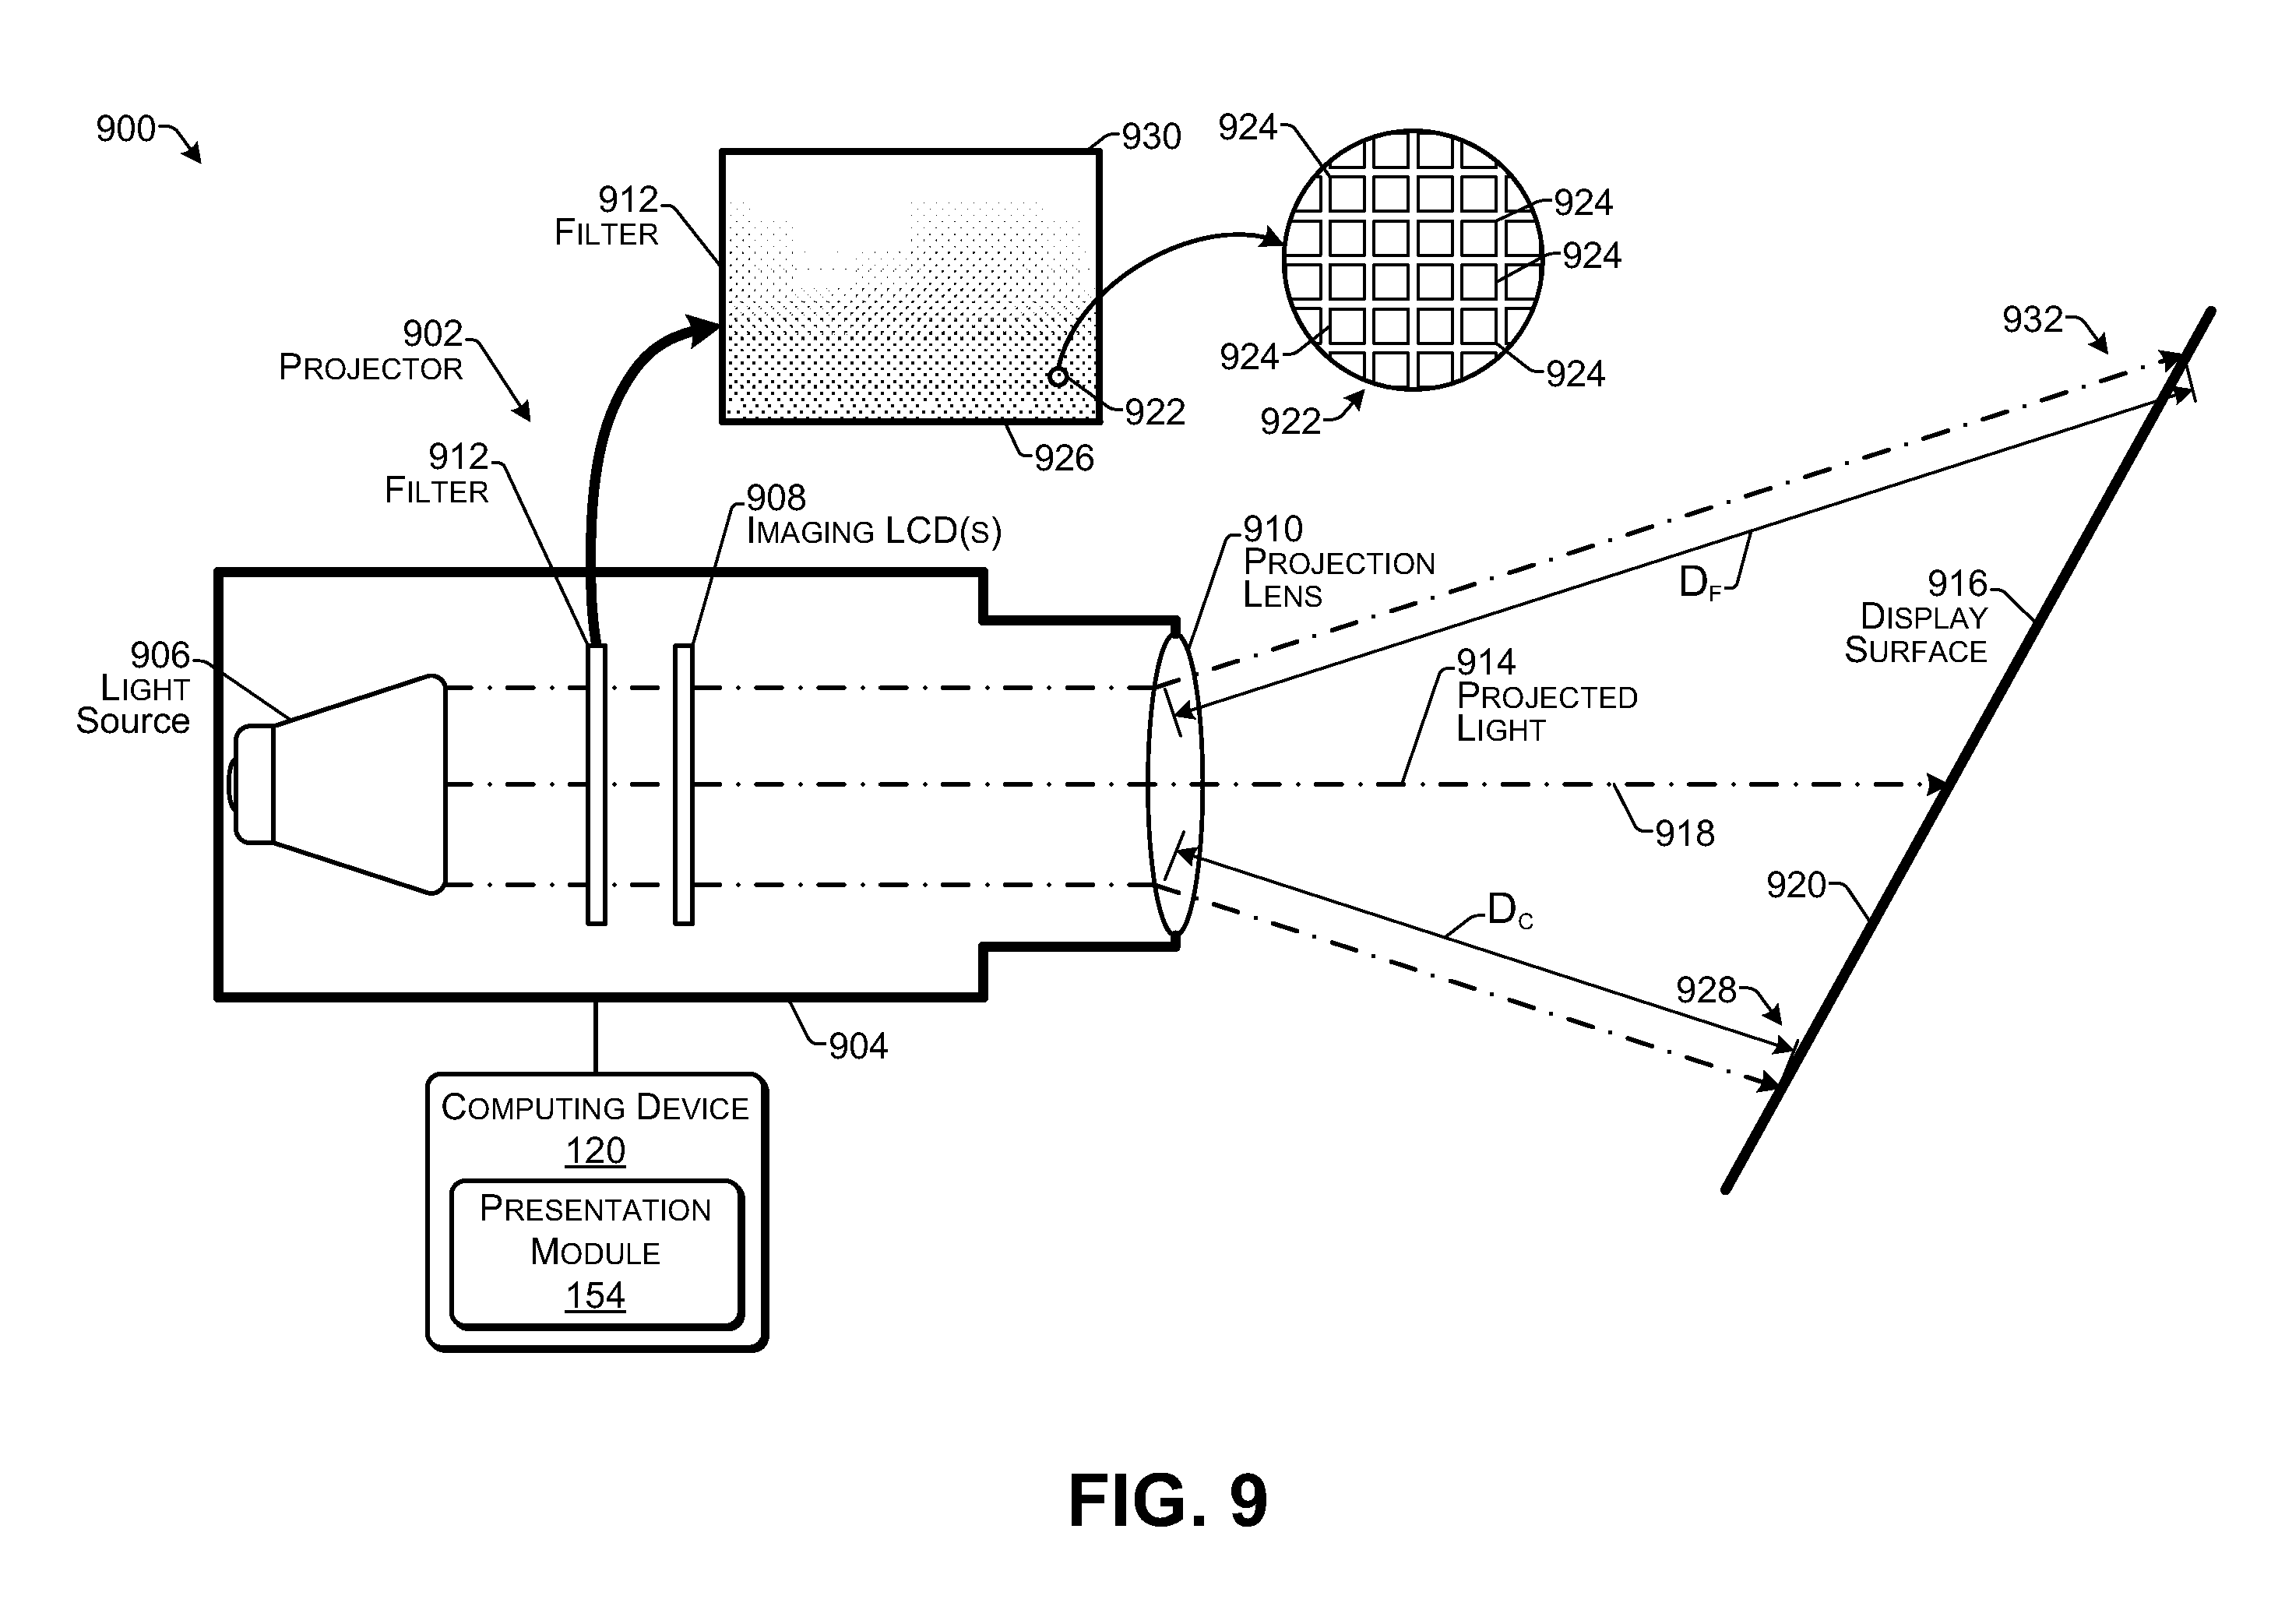 900
930
924
912
FILTER
924
924
902
PROJECTOR
932
924
924
922
922
926
912
FILTER
908
IMAGING LCD(S)
910
PROJECTION
LENS
DF
916
DISPLAY
SURFACE
906
LIGHT
Source
914
PROJECTED
LIGHT
918
920
DC
928
904
COMPUTING DEVICE
120
PRESENTATION
MODULE
154
FIG. 9